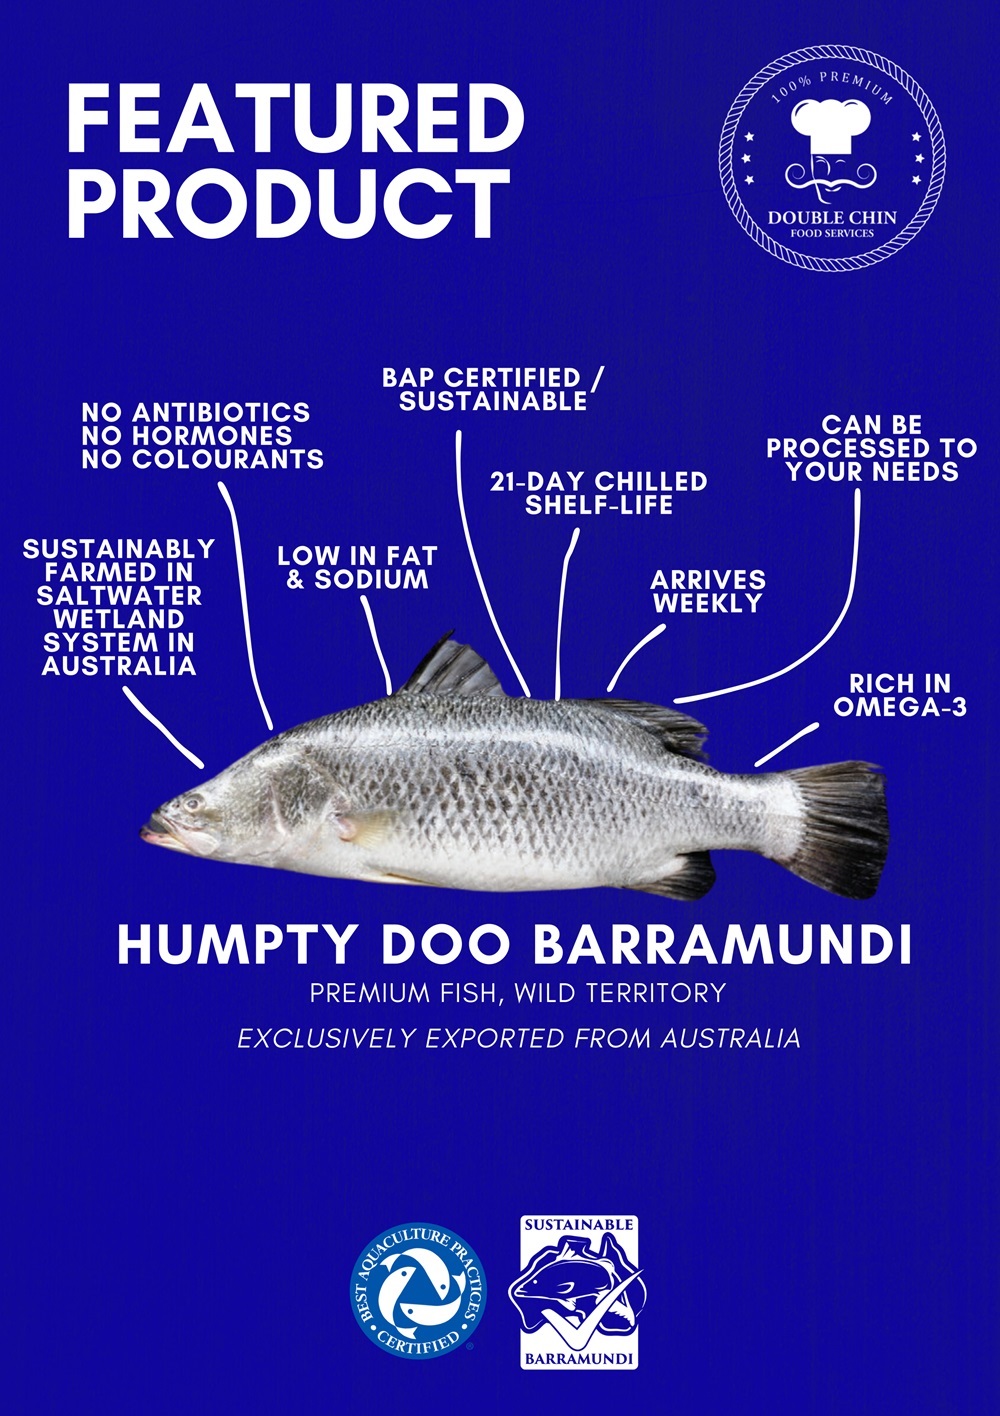 FEATURED
PRODUCT
100% PREMIUM
DOUBLE CHIN
FOOD SERVICES
BAP CERTIFIED /
SUSTAINABLE
NO ANTIBIOTICS
NO HORMONES
NO COLOURANTS
CAN BE
PROCESSED TO
YOUR NEEDS
21-DAY CHILLED
SHELF-LIFE
SUSTAINABLY
FARMED IN
SALTWATER
WETLAND
SYSTEM IN
AUSTRALIA
LOW IN FAT
& SODIUM
ARRIVES
WEEKLY
RICH IN
OMEGA-3
HUMPTY DOO BARRAMUNDI
PREMIUM FISH, WILD TERRITORY
EXCLUSIVELY EXPORTED FROM AUSTRALIA
BEST AQUACULTURE PRACTICES
• CERTIFIED •
®
SUSTAINABLE
BARRAMUNDI